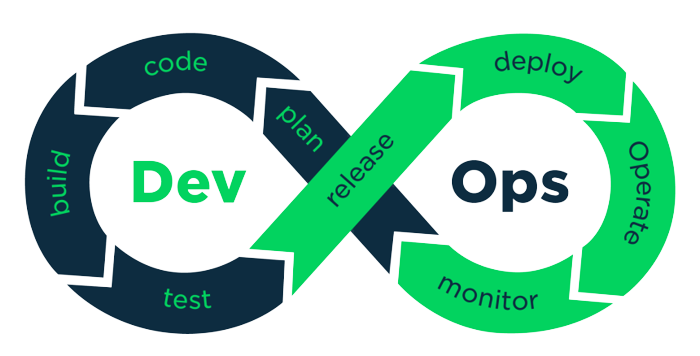 code
plan
build
Dev
test
release
deploy
Operate
Ops
monitor